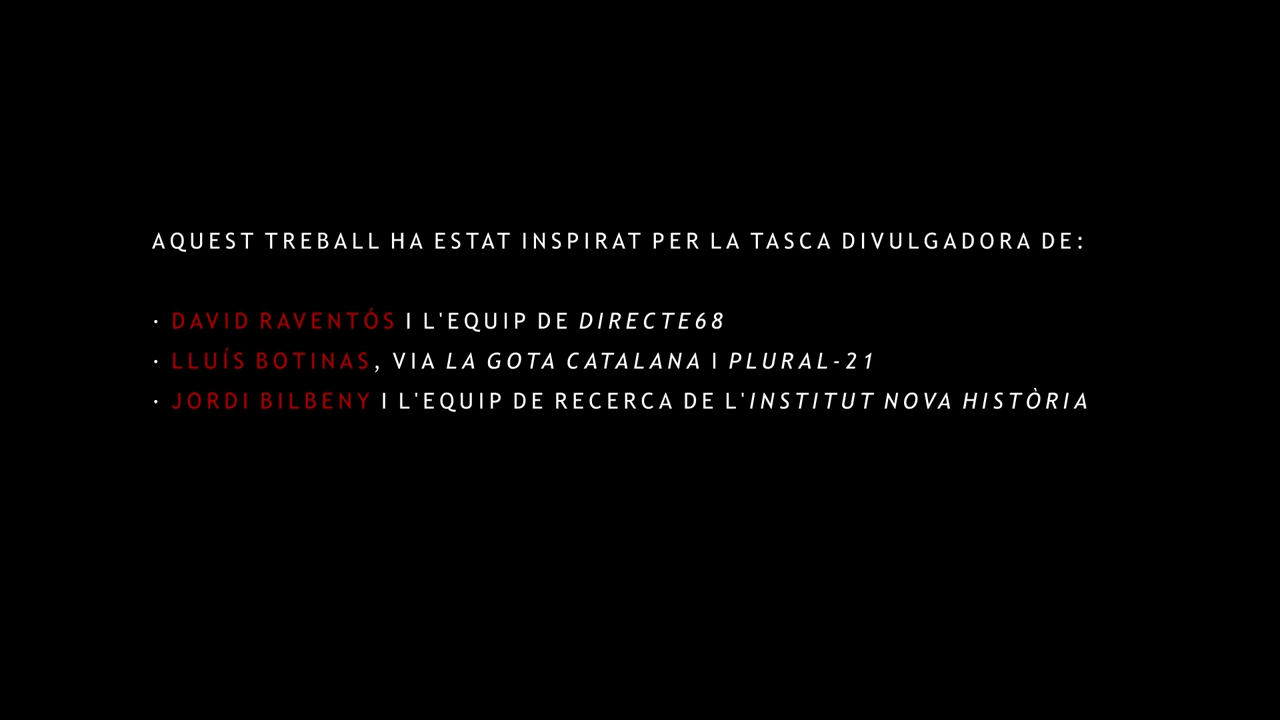 AQUEST TREBALL HA ESTAT INSPIRAT PER LA TASCA DIVULGADORA DE:
· DAVID RAVENTÓS I L'EQUIP DE DIRECTE68
· LLUÍS BOTINAS, VIA LA GOTA CATALANA I PLURAL-21
· JORDI BILBENY I L'EQUIP DE RECERCA DE L'INSTITUT NOVA HISTÒRIA